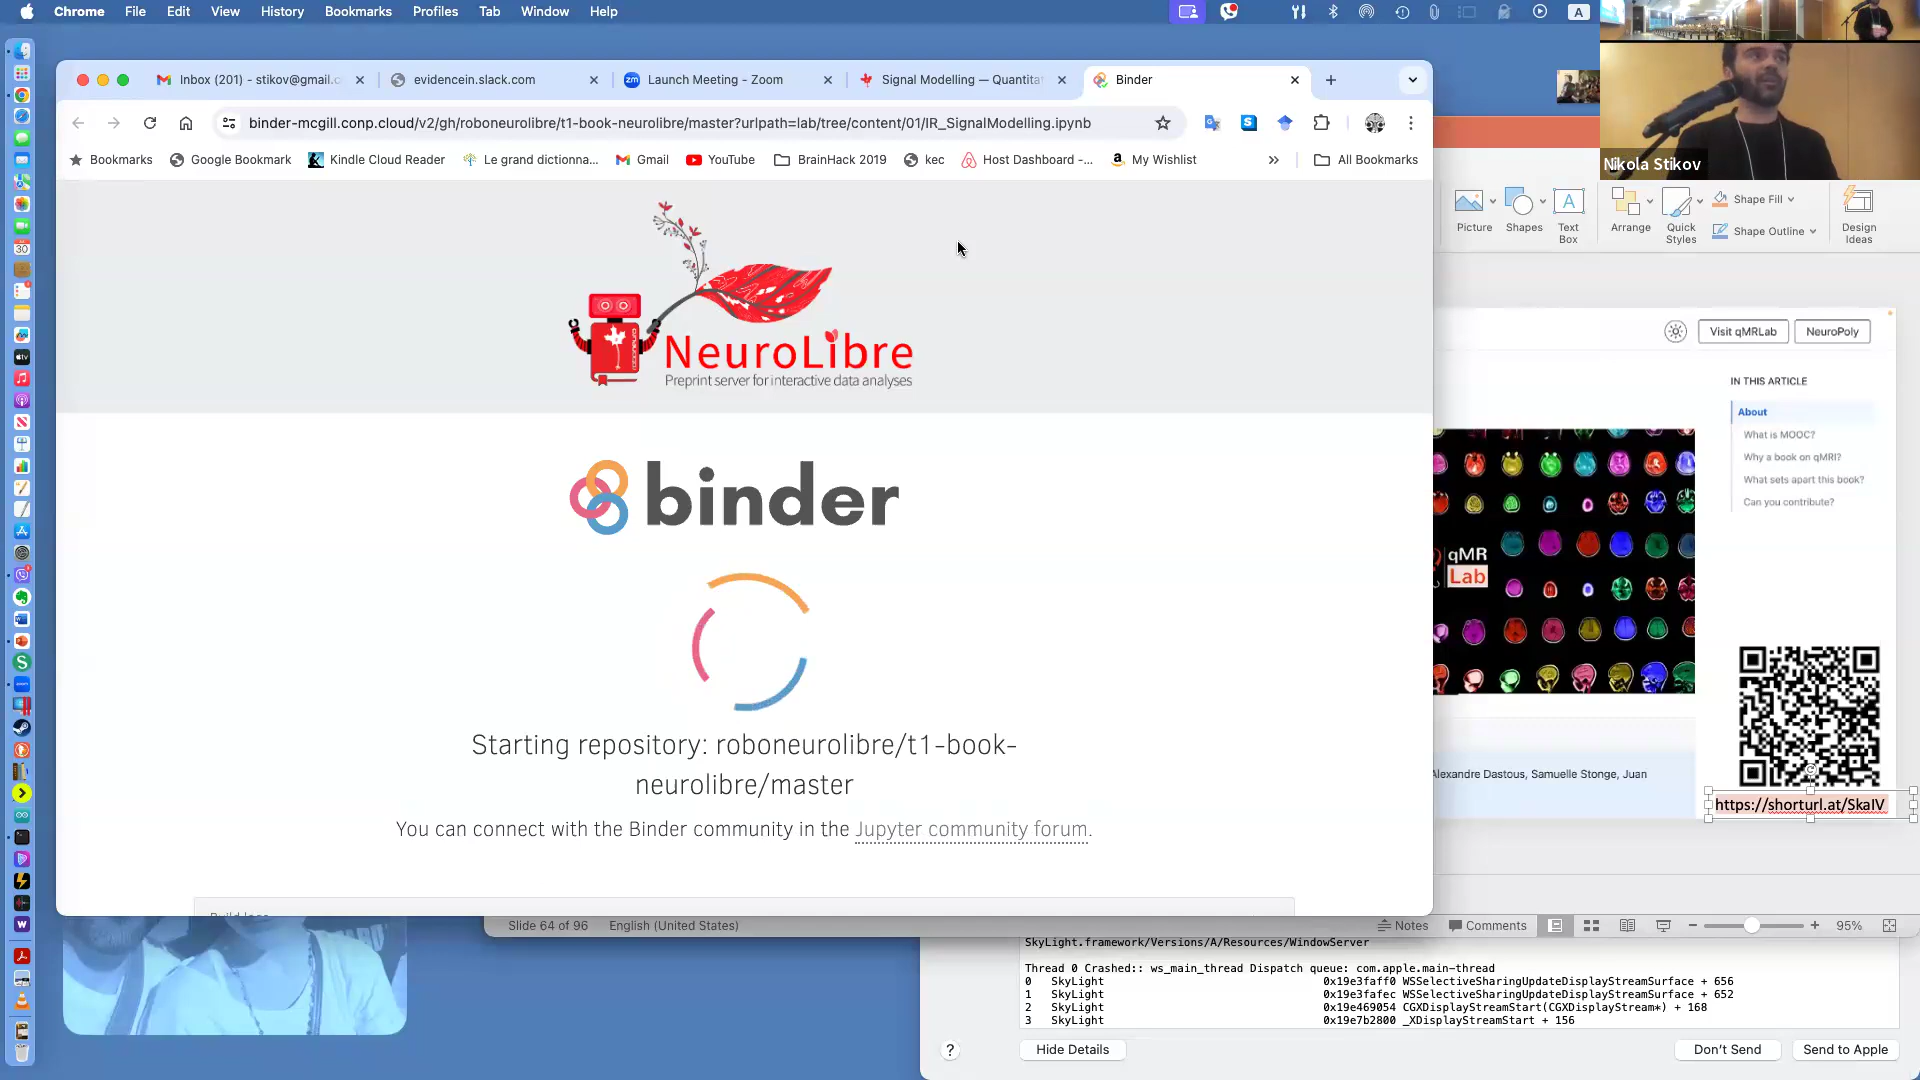 Chrome File Edit View History Bookmarks Profiles Tab Window Help
A
Inbox (201) - stikov@gmail.c
evidencein.slack.com
zm Launch Meeting - Zoom
Signal Modelling — Quantitat
Binder
binder-mcgill.conp.cloud/v2/gh/roboneurolibre/t1-book-neurolibre/master?urlpath=lab/tree/content/01/IR_SignalModelling.ipynb
Bookmarks Google Bookmark Kindle Cloud Reader Le grand dictionna... Gmail YouTube BrainHack 2019 kec Host Dashboard -... My Wishlist » All Bookmarks
NeuroLibre
Preprint server for interactive data analyses
binder
Starting repository: roboneurolibre/t1-book-
neurolibre/master
You can connect with the Binder community in the Jupyter community forum.
Nikola Stikov
Picture Shapes Text Box Arrange Quick Styles Shape Fill Shape Outline Design Ideas
Visit qMRLab NeuroPoly
IN THIS ARTICLE
About
What is MOOC?
Why a book on qMRI?
What sets apart this book?
Can you contribute?
qMR
Lab
Alexandre Dastous, Samuelle Stonge, Juan
https://shorturl.at/SkaIV
Slide 64 of 96 English (United States) Notes Comments 95%
SkyLight.framework/Versions/A/Resources/WindowServer
Thread 0 Crashed:: ws_main_thread Dispatch queue: com.apple.main-thread
0 SkyLight 0x19e3faff0 WSSelectiveSharingUpdateDisplayStreamSurface + 656
1 SkyLight 0x19e3fafec WSSelectiveSharingUpdateDisplayStreamSurface + 652
2 SkyLight 0x19e469054 CGXDisplayStreamStart(CGXDisplayStream*) + 168
3 SkyLight 0x19e7b2800 _XDisplayStreamStart + 156
? Hide Details Don't Send Send to Apple